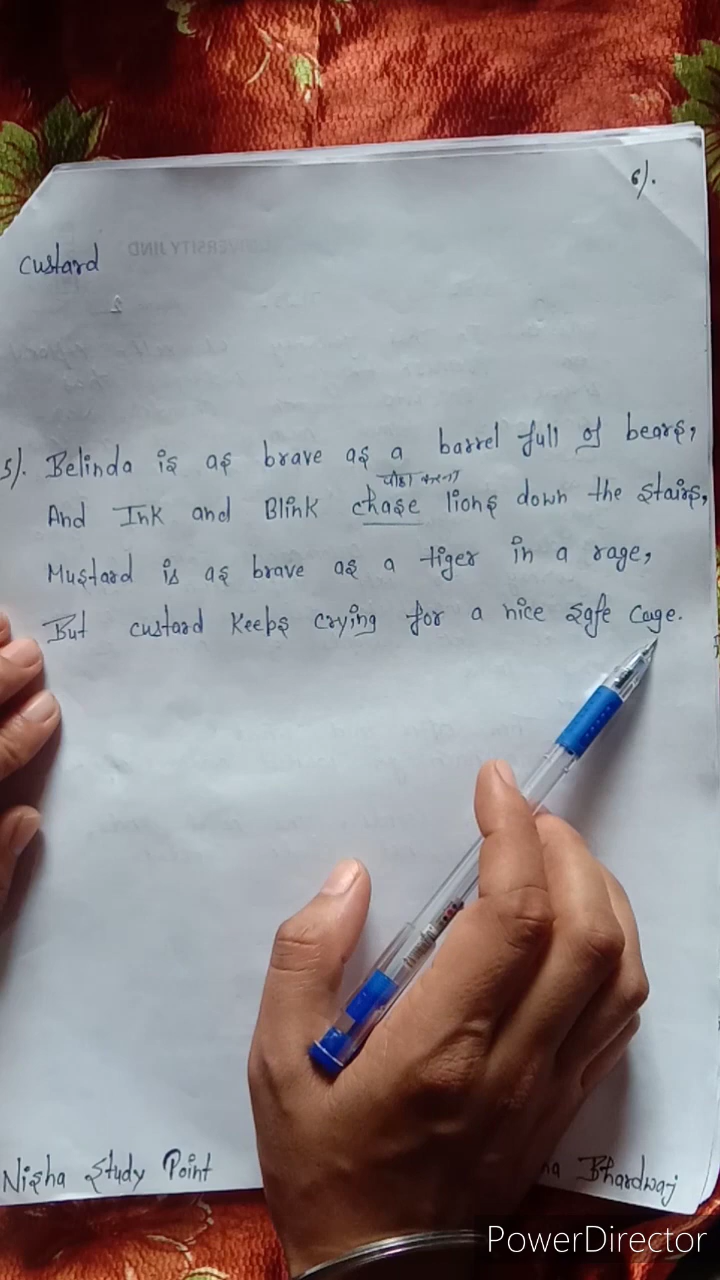 6).
custard
5). Belinda is as brave as a barrel full of bears,
पीछा करना
And Ink and Blink chase lions down the stairs,
Mustard is as brave as a tiger in a rage,
But custard keeps crying for a nice safe cage.
Nisha Study Point
Bhardwaj
PowerDirector